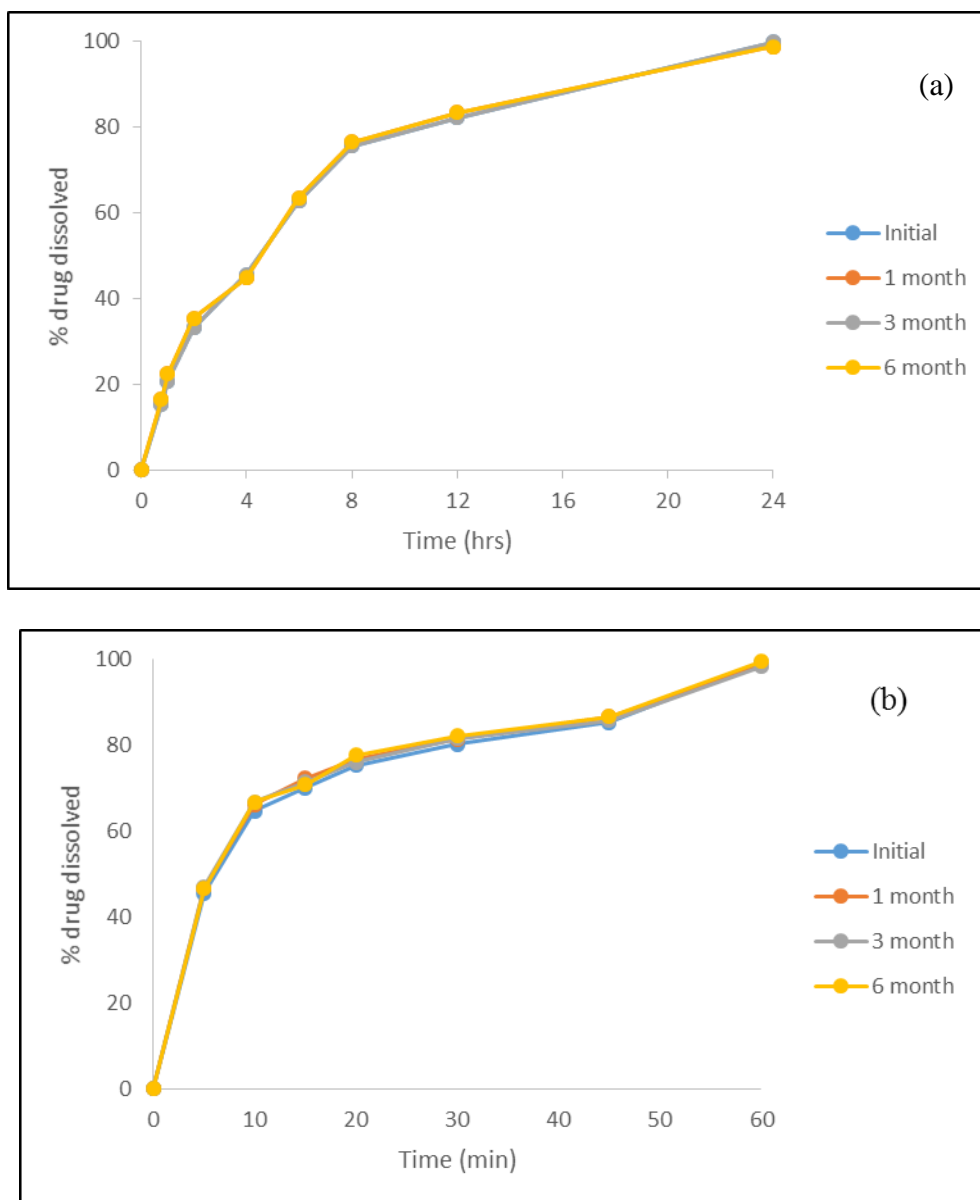 100
80
60
40
20
0
% drug dissolved
0 4 8 12 16 20 24
Time (hrs)
(a)
Initial
1 month
3 month
6 month
100
80
60
40
20
0
% drug dissolved
0 10 20 30 40 50 60
Time (min)
(b)
Initial
1 month
3 month
6 month